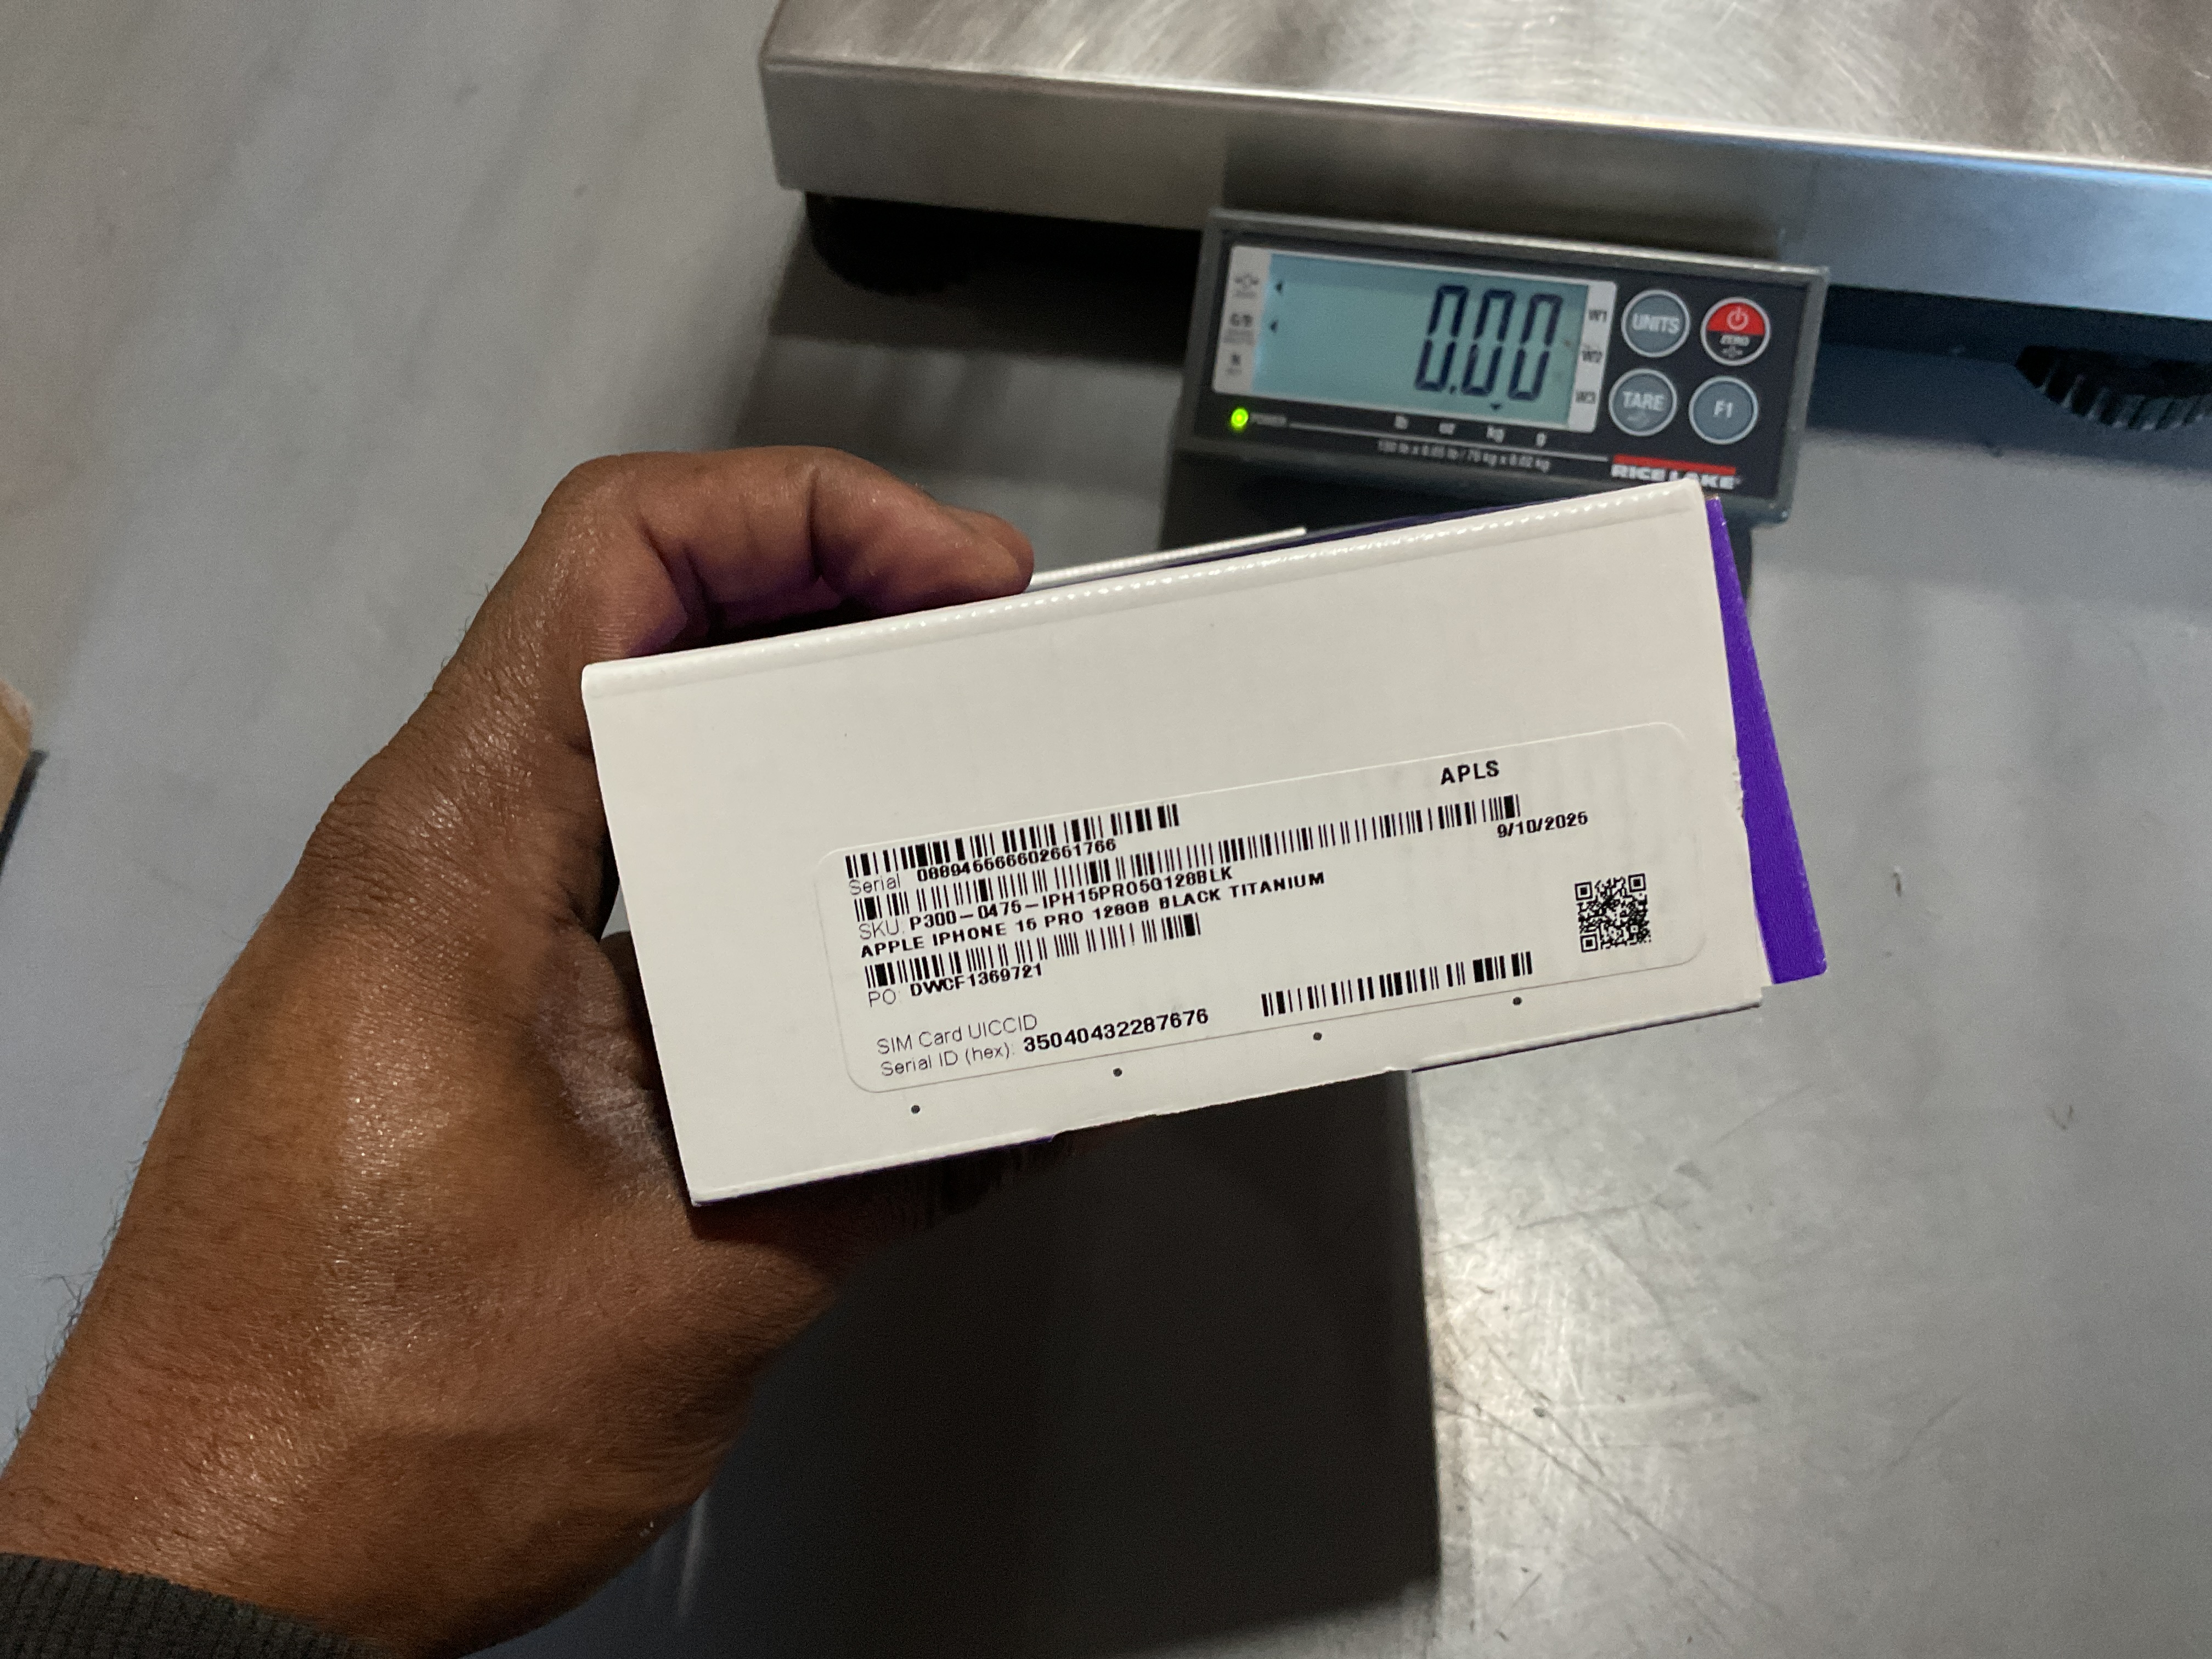 0.00
UNITS
ZERO
TARE
F1
W1
W2
W3
G/B
N
POWER
lb oz kg g
RICE LAKE
APLS
9/10/2025
Serial 088945666602661766
SKU: P300-0475-IPH15PRO5G128BLK
APPLE IPHONE 15 PRO 128GB BLACK TITANIUM
PO: DWCF1369721
SIM Card UICCID
Serial ID (hex): 35040432287676